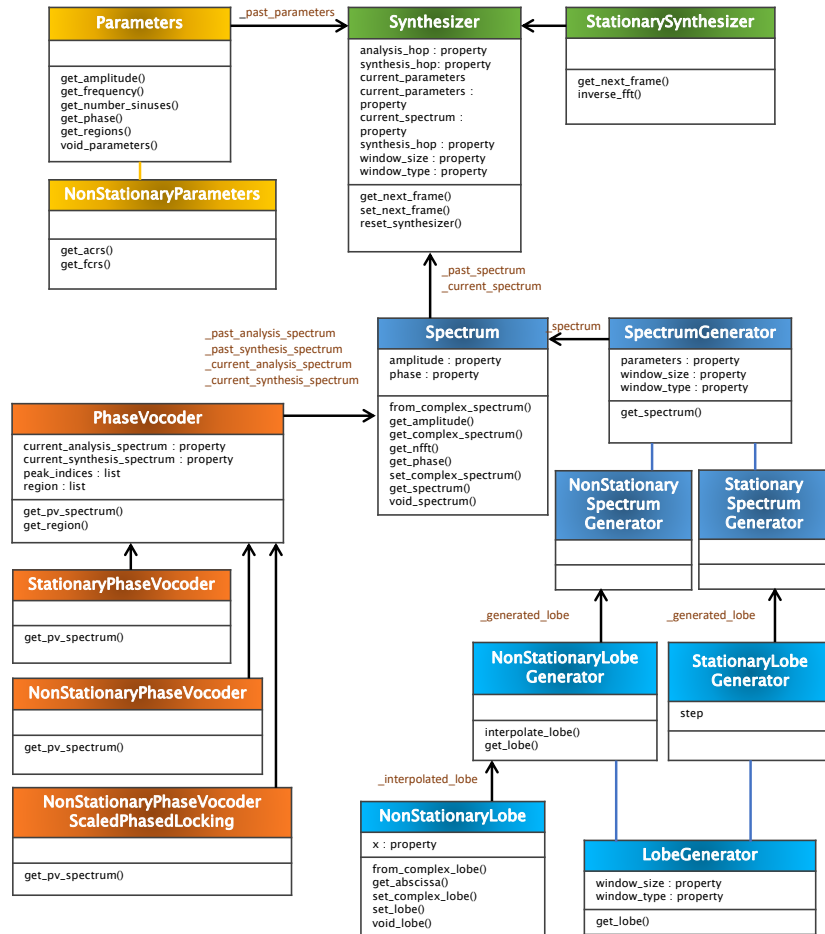 Parameters
get_amplitude()
get_frequency()
get_number_sinuses()
get_phase()
get_regions()
void_parameters()
_past_parameters
Synthesizer
analysis_hop : property
synthesis_hop: property
current_parameters
current_parameters :
property
current_spectrum :
property
synthesis_hop : property
window_size : property
window_type : property
get_next_frame()
set_next_frame()
reset_synthesizer()
StationarySynthesizer
get_next_frame()
inverse_fft()
NonStationaryParameters
get_acrs()
get_fcrs()
_past_spectrum
_current_spectrum
_past_analysis_spectrum
_past_synthesis_spectrum
_current_analysis_spectrum
_current_synthesis_spectrum
Spectrum
amplitude : property
phase : property
from_complex_spectrum()
get_amplitude()
get_complex_spectrum()
get_nfft()
get_phase()
set_complex_spectrum()
get_spectrum()
void_spectrum()
_spectrum
SpectrumGenerator
parameters : property
window_size : property
window_type : property
get_spectrum()
PhaseVocoder
current_analysis_spectrum : property
current_synthesis_spectrum : property
peak_indices : list
region : list
get_pv_spectrum()
get_region()
NonStationary
Spectrum
Generator
Stationary
Spectrum
Generator
StationaryPhaseVocoder
get_pv_spectrum()
_generated_lobe
_generated_lobe
NonStationaryLobe
Generator
interpolate_lobe()
get_lobe()
StationaryLobe
Generator
step
NonStationaryPhaseVocoder
get_pv_spectrum()
_interpolated_lobe
NonStationaryPhaseVocoder
ScaledPhasedLocking
get_pv_spectrum()
NonStationaryLobe
x : property
from_complex_lobe()
get_abscissa()
set_complex_lobe()
set_lobe()
void_lobe()
LobeGenerator
window_size : property
window_type : property
get_lobe()